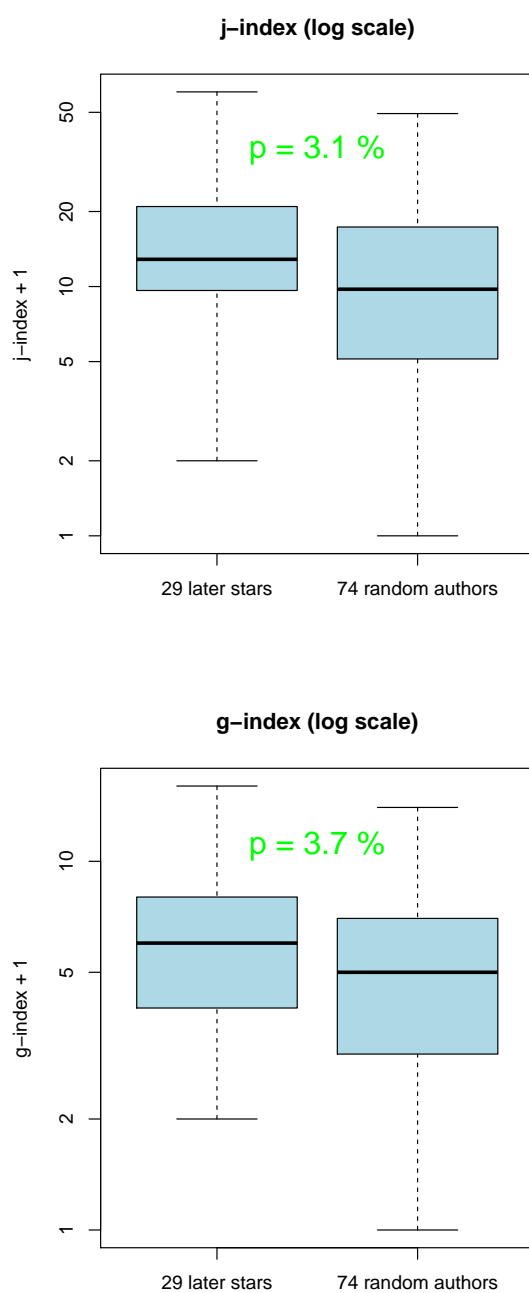 j−index (log scale)
50
20
10
5
2
1
j−index + 1
p = 3.1 %
29 later stars
74 random authors
g−index (log scale)
10
5
2
1
g−index + 1
p = 3.7 %
29 later stars
74 random authors